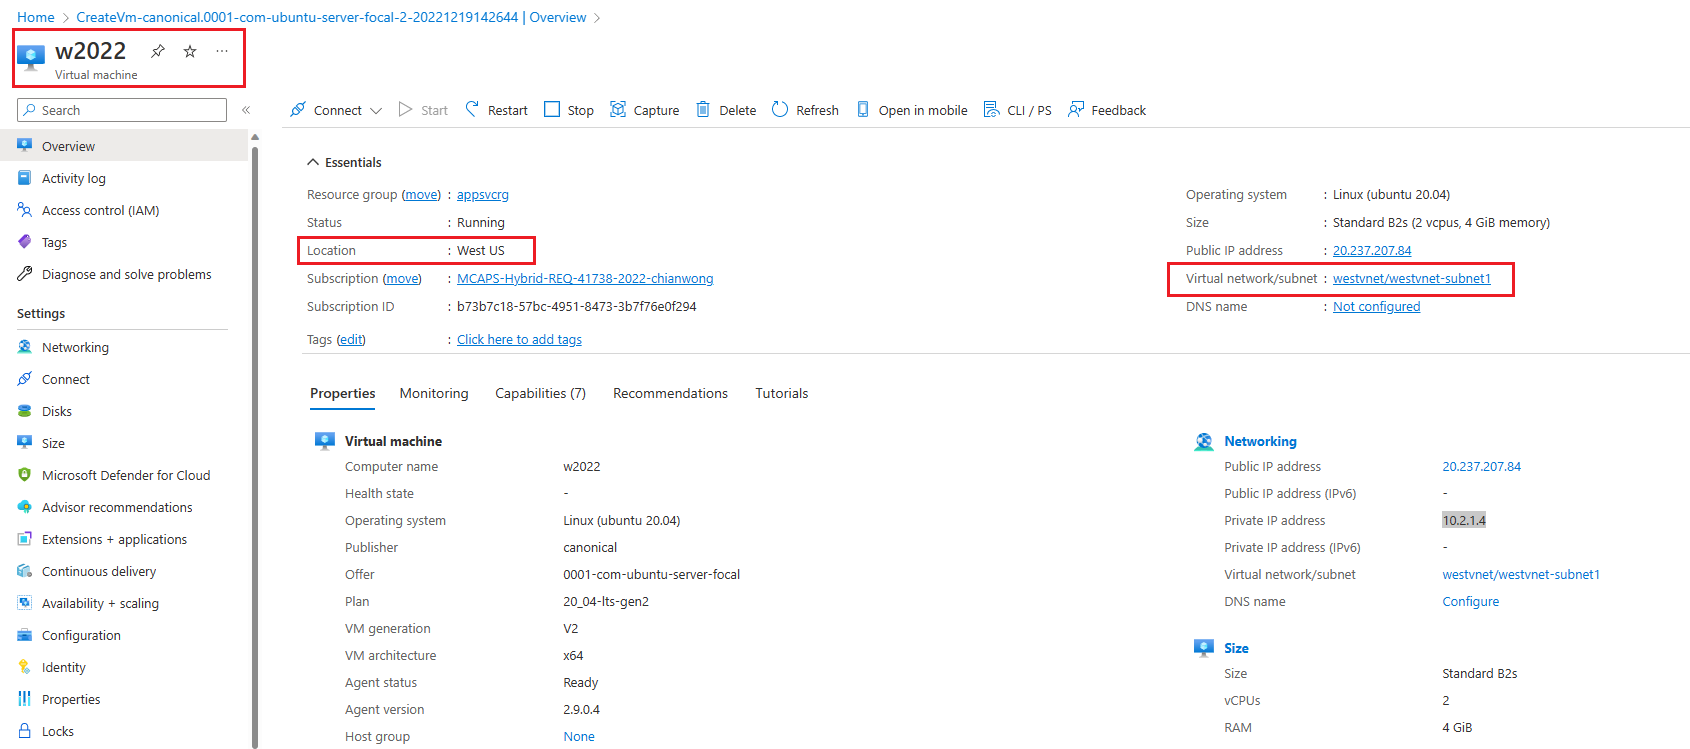 Home > CreateVm-canonical.0001-com-ubuntu-server-focal-2-20221219142644 | Overview >
w2022
Virtual machine
Search
Overview
Activity log
Access control (IAM)
Tags
Diagnose and solve problems
Settings
Networking
Connect
Disks
Size
Microsoft Defender for Cloud
Advisor recommendations
Extensions + applications
Continuous delivery
Availability + scaling
Configuration
Identity
Properties
Locks
Connect Start Restart Stop Capture Delete Refresh Open in mobile CLI / PS Feedback
Essentials
Resource group (move) : appsvcrg
Status : Running
Location : West US
Subscription (move) : MCAPS-Hybrid-REQ-41738-2022-chianwong
Subscription ID : b73b7c18-57bc-4951-8473-3b7f76e0f294
Tags (edit) : Click here to add tags
Operating system : Linux (ubuntu 20.04)
Size : Standard B2s (2 vcpus, 4 GiB memory)
Public IP address : 20.237.207.84
Virtual network/subnet : westvnet/westvnet-subnet1
DNS name : Not configured
Properties Monitoring Capabilities (7) Recommendations Tutorials
Virtual machine
Computer name w2022
Health state -
Operating system Linux (ubuntu 20.04)
Publisher canonical
Offer 0001-com-ubuntu-server-focal
Plan 20_04-lts-gen2
VM generation V2
VM architecture x64
Agent status Ready
Agent version 2.9.0.4
Host group None
Networking
Public IP address 20.237.207.84
Public IP address (IPv6) -
Private IP address 10.2.1.4
Private IP address (IPv6) -
Virtual network/subnet westvnet/westvnet-subnet1
DNS name Configure
Size
Size Standard B2s
vCPUs 2
RAM 4 GiB